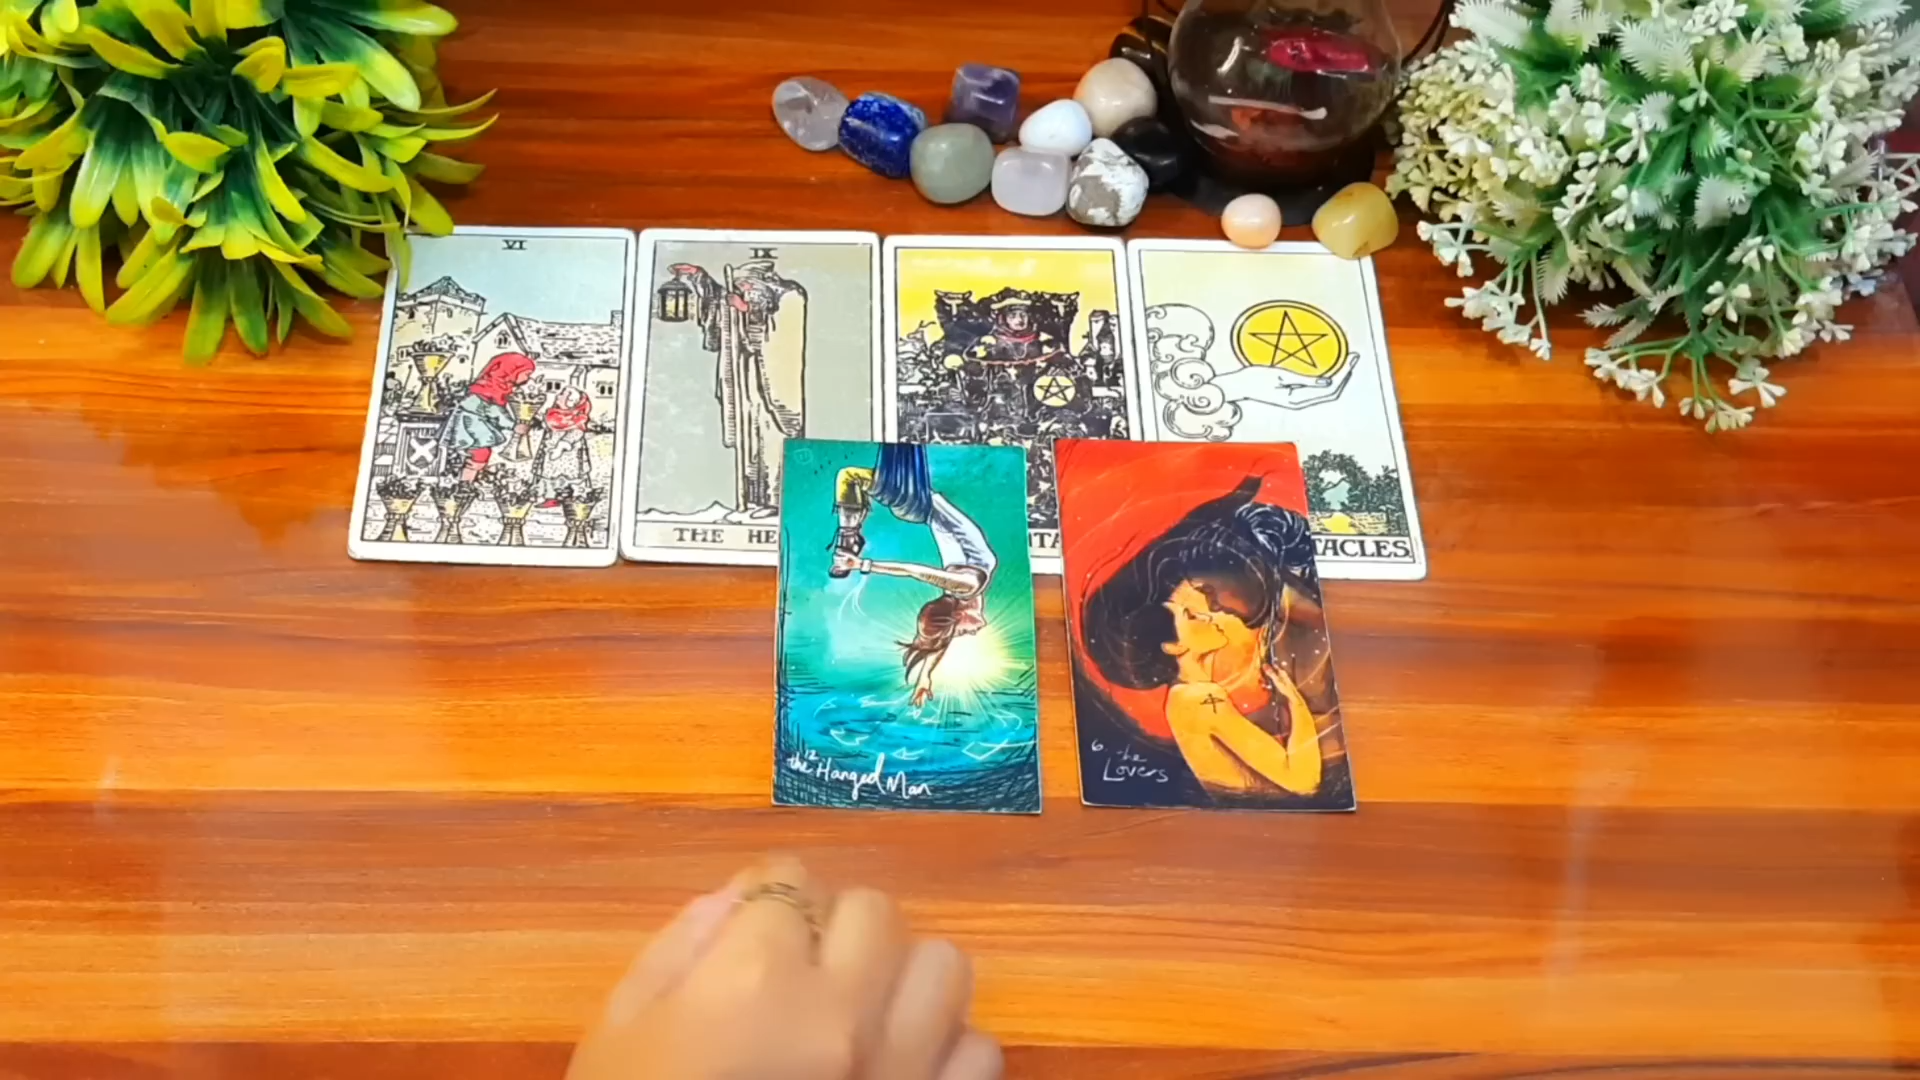 VI
IX
THE HE
TA
TACLES
the 12 Hanged Man
6. the
Lovers